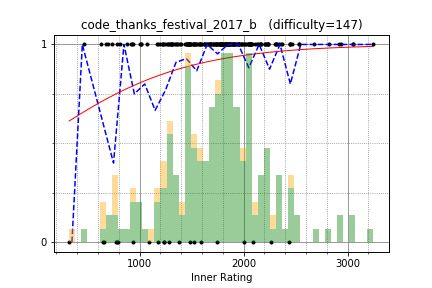 code_thanks_festival_2017_b   (difficulty=147)
1
0
1000 2000 3000
Inner Rating